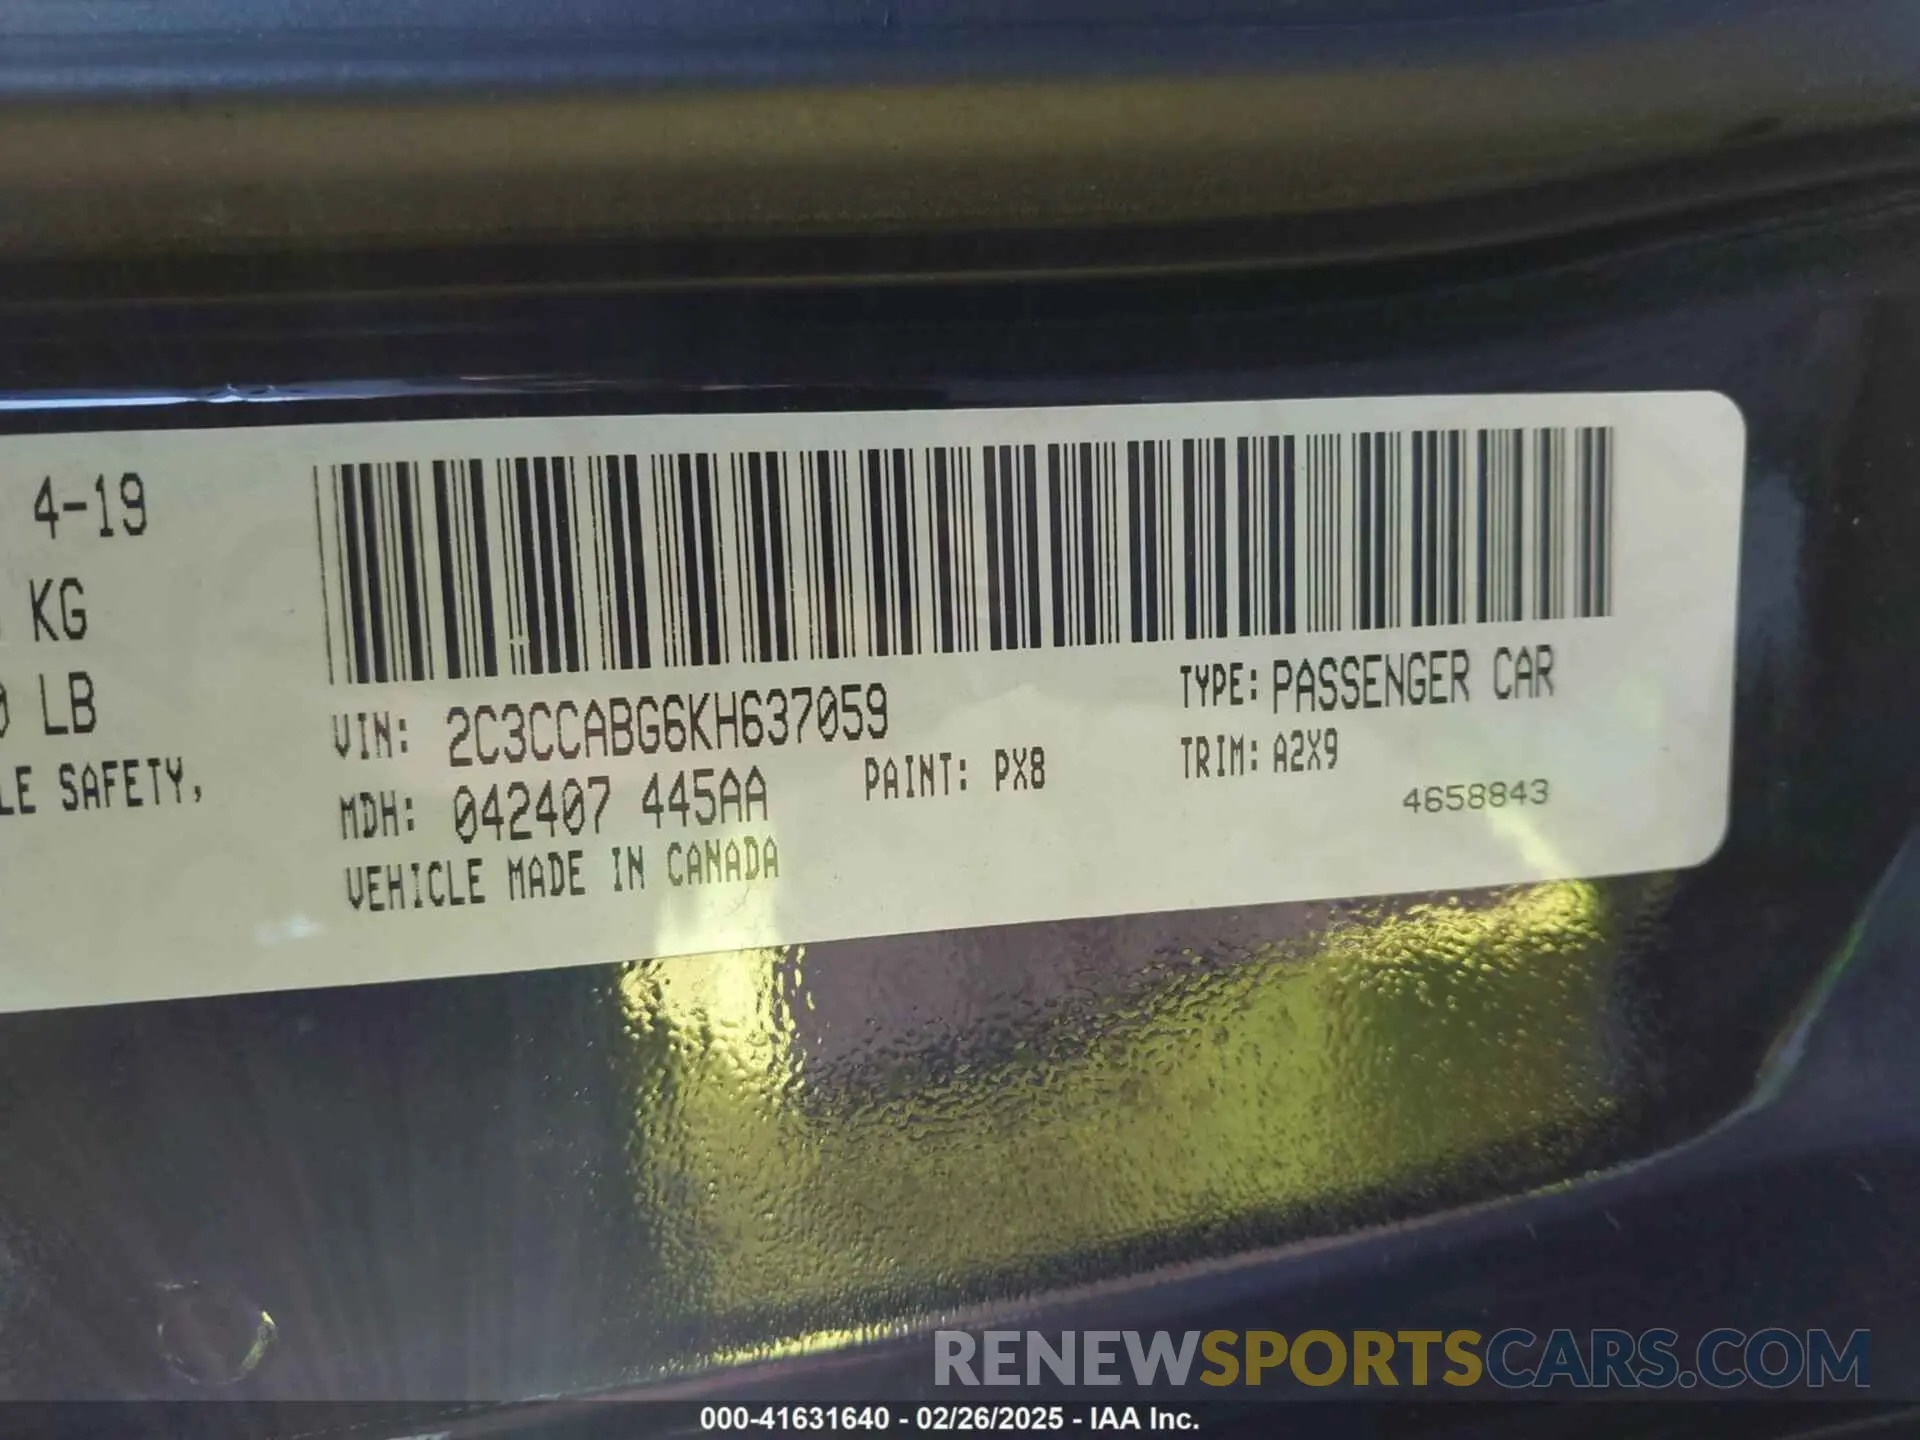 4-19
KG
LB
SAFETY,
VIN: 2C3CCABG6KH637059
TYPE: PASSENGER CAR
MDH: 042407 445AA
PAINT: PX8
TRIM: A2X9
4658843
VEHICLE MADE IN CANADA
RENEWSPORTSCARS.COM
000-41631640 - 02/26/2025 - IAA Inc.